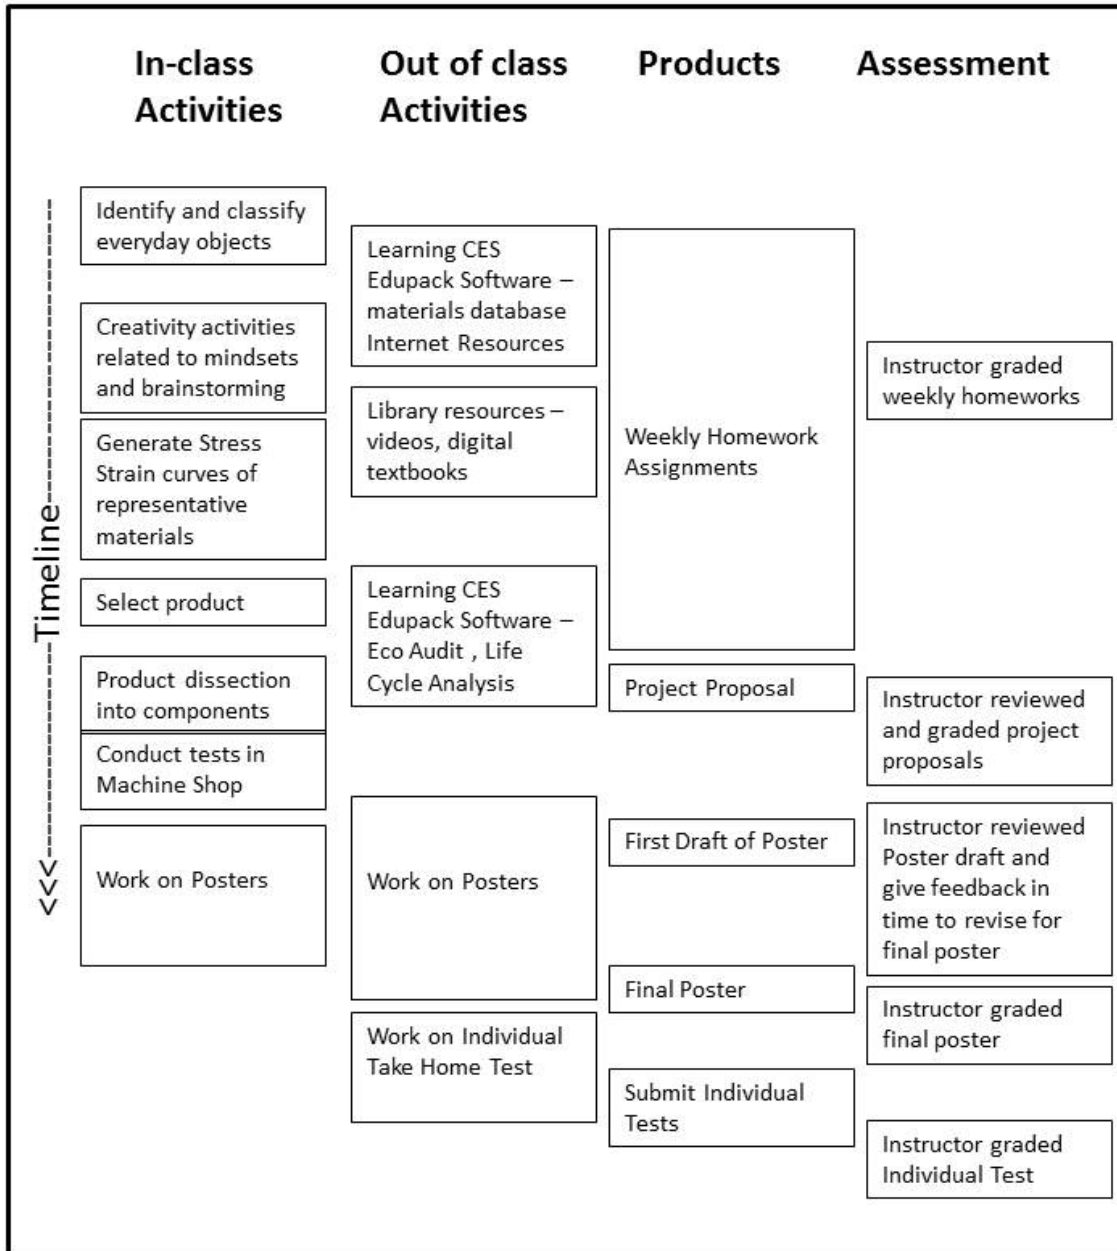 In-class
Activities
Out of class
Activities
Products
Assessment
Timeline
>>>
Identify and classify
everyday objects
Creativity activities
related to mindsets
and brainstorming
Generate Stress
Strain curves of
representative
materials
Select product
Product dissection
into components
Conduct tests in
Machine Shop
Work on Posters
Learning CES
Edupack Software –
materials database
Internet Resources
Library resources –
videos, digital
textbooks
Learning CES
Edupack Software –
Eco Audit , Life
Cycle Analysis
Work on Posters
Work on Individual
Take Home Test
Weekly Homework
Assignments
Project Proposal
First Draft of Poster
Final Poster
Submit Individual
Tests
Instructor graded
weekly homeworks
Instructor reviewed
and graded project
proposals
Instructor reviewed
Poster draft and
give feedback in
time to revise for
final poster
Instructor graded
final poster
Instructor graded
Individual Test